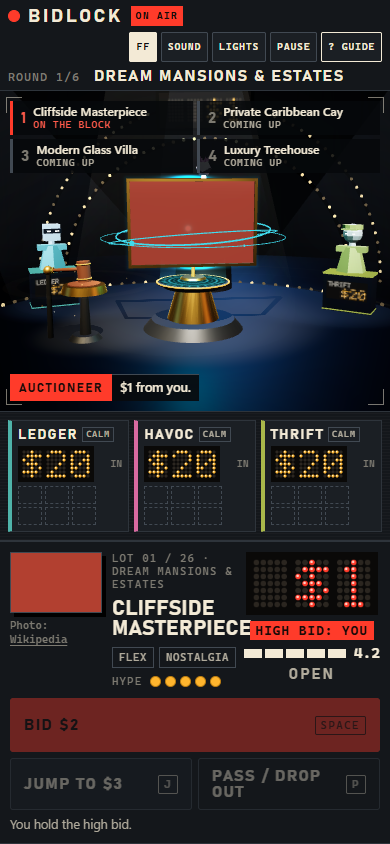 BIDLOCK ON AIR
FF SOUND LIGHTS PAUSE ? GUIDE
ROUND 1/6 DREAM MANSIONS & ESTATES
1 Cliffside Masterpiece
ON THE BLOCK
2 Private Caribbean Cay
COMING UP
3 Modern Glass Villa
COMING UP
4 Luxury Treehouse
COMING UP
THRIFT
$20
AUCTIONEER $1 from you.
LEDGER CALM
$20 IN
HAVOC CALM
$20 IN
THRIFT CALM
$20 IN
Photo:
Wikipedia
LOT 01 / 26 ·
DREAM MANSIONS &
ESTATES
CLIFFSIDE
MASTERPIECE
FLEX NOSTALGIA
HYPE
$1
HIGH BID: YOU
4.2
OPEN
BID $2 SPACE
JUMP TO $3 J
PASS / DROP
OUT P
You hold the high bid.